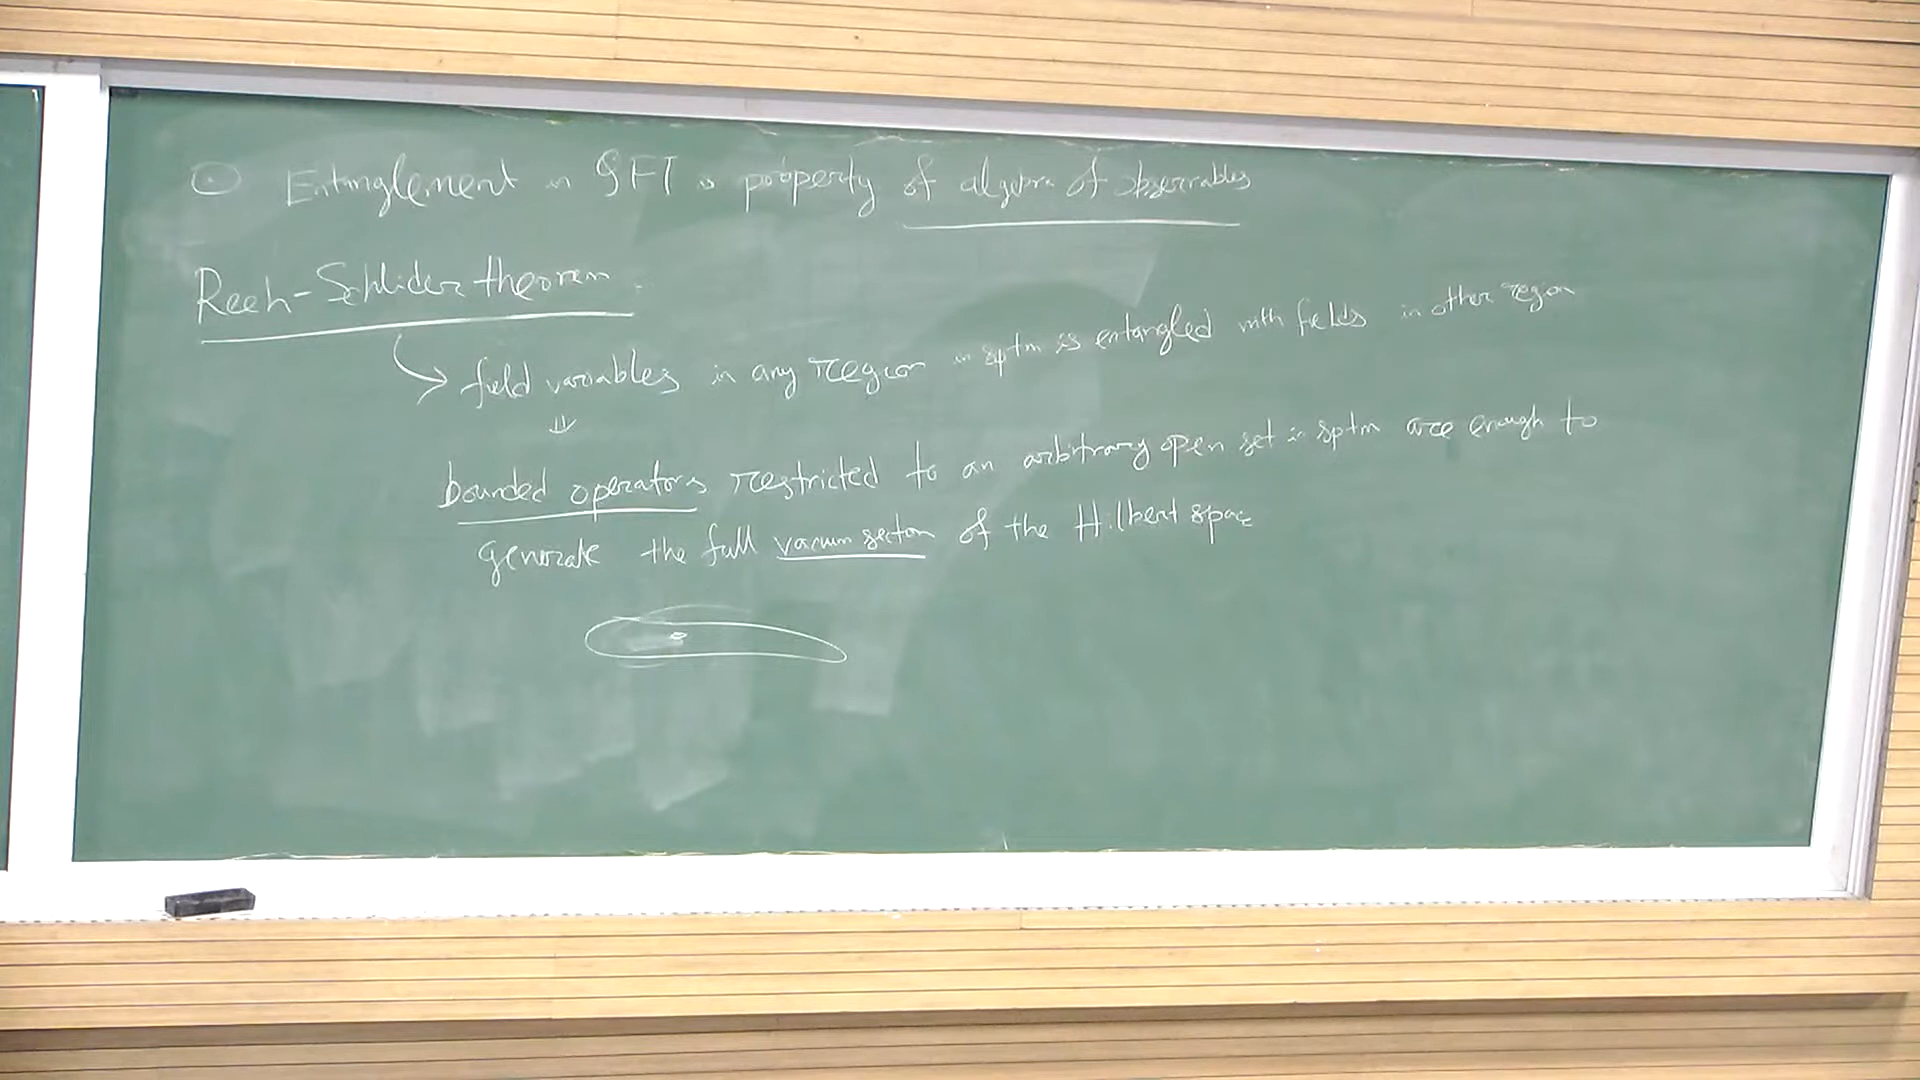 Entanglement in QFT is property of algebra of observables
Reeh-Schlider theorem
field variables in any region in sptm is entangled with fields in other region
bounded operators restricted to an arbitrary open set in sptm are enough to
generate the full vacuum sector of the Hilbert space